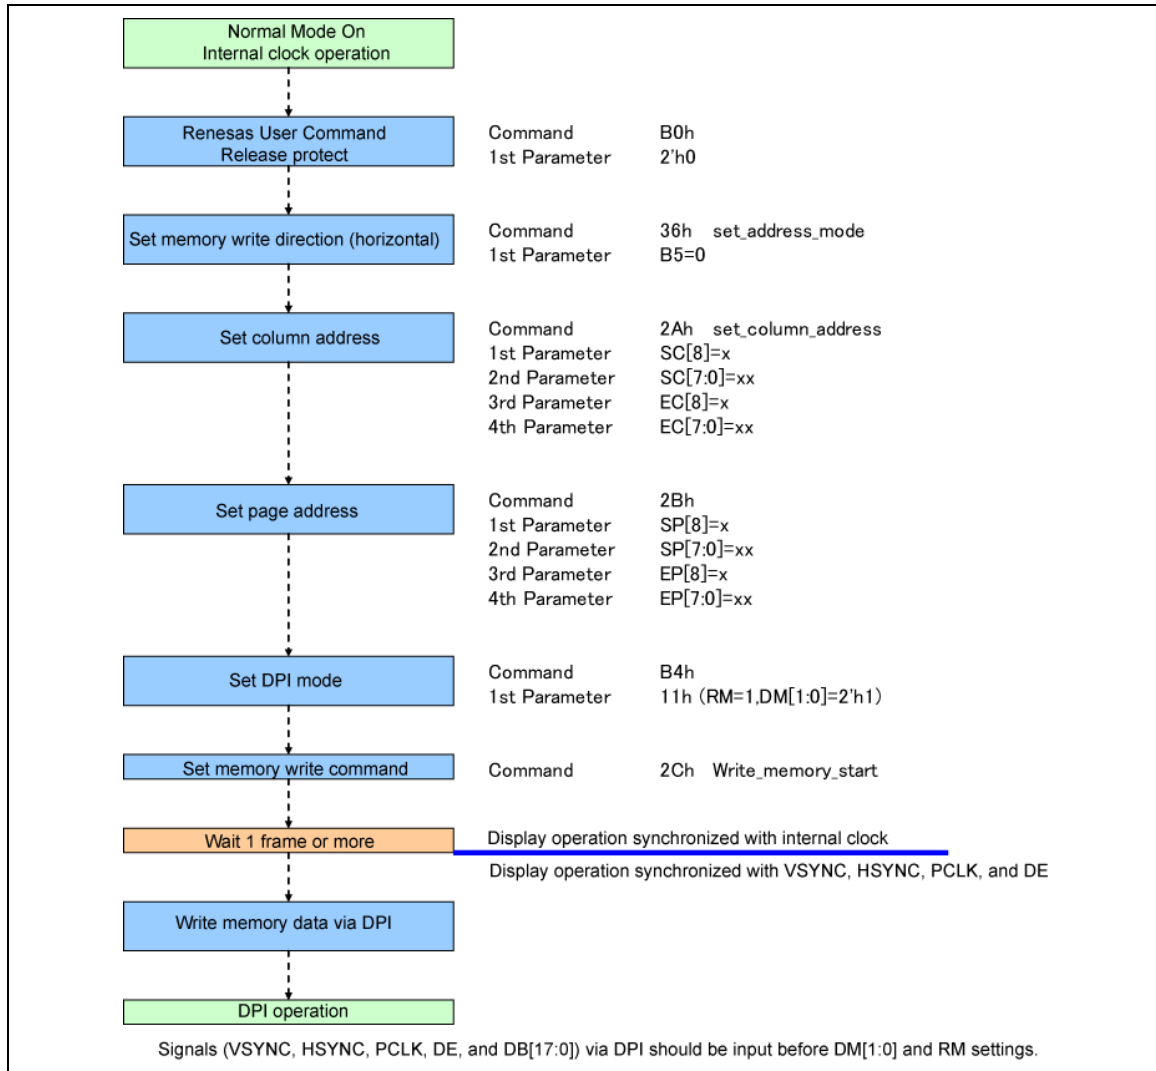 Normal Mode On
Internal clock operation
Renesas User Command
Release protect
Command B0h
1st Parameter 2'h0
Set memory write direction (horizontal)
Command 36h set_address_mode
1st Parameter B5=0
Set column address
Command 2Ah set_column_address
1st Parameter SC[8]=x
2nd Parameter SC[7:0]=xx
3rd Parameter EC[8]=x
4th Parameter EC[7:0]=xx
Set page address
Command 2Bh
1st Parameter SP[8]=x
2nd Parameter SP[7:0]=xx
3rd Parameter EP[8]=x
4th Parameter EP[7:0]=xx
Set DPI mode
Command B4h
1st Parameter 11h (RM=1,DM[1:0]=2'h1)
Set memory write command
Command 2Ch Write_memory_start
Wait 1 frame or more
Display operation synchronized with internal clock
Display operation synchronized with VSYNC, HSYNC, PCLK, and DE
Write memory data via DPI
DPI operation
Signals (VSYNC, HSYNC, PCLK, DE, and DB[17:0]) via DPI should be input before DM[1:0] and RM settings.